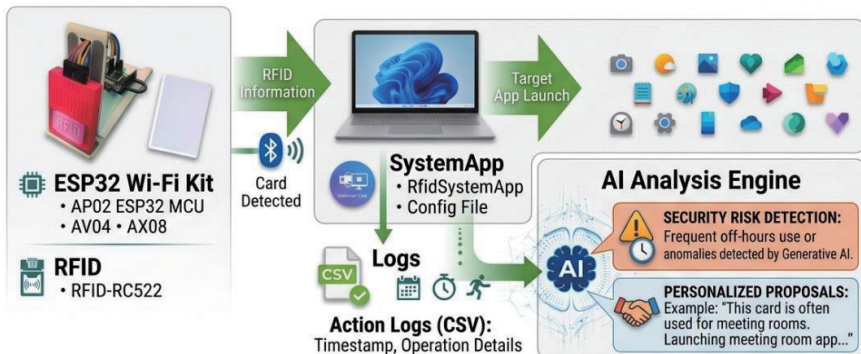 RFID
ESP32 Wi-Fi Kit
• AP02 ESP32 MCU
• AV04 • AX08
RFID
• RFID-RC522
RFID
Information
Card
Detected
SystemApp
• RfidSystemApp
• Config File
Target
App Launch
CSV
Logs
Action Logs (CSV):
Timestamp, Operation Details
AI Analysis Engine
AI
SECURITY RISK DETECTION:
Frequent off-hours use or
anomalies detected by Generative AI.
PERSONALIZED PROPOSALS:
Example: "This card is often
used for meeting rooms.
Launching meeting room app..."